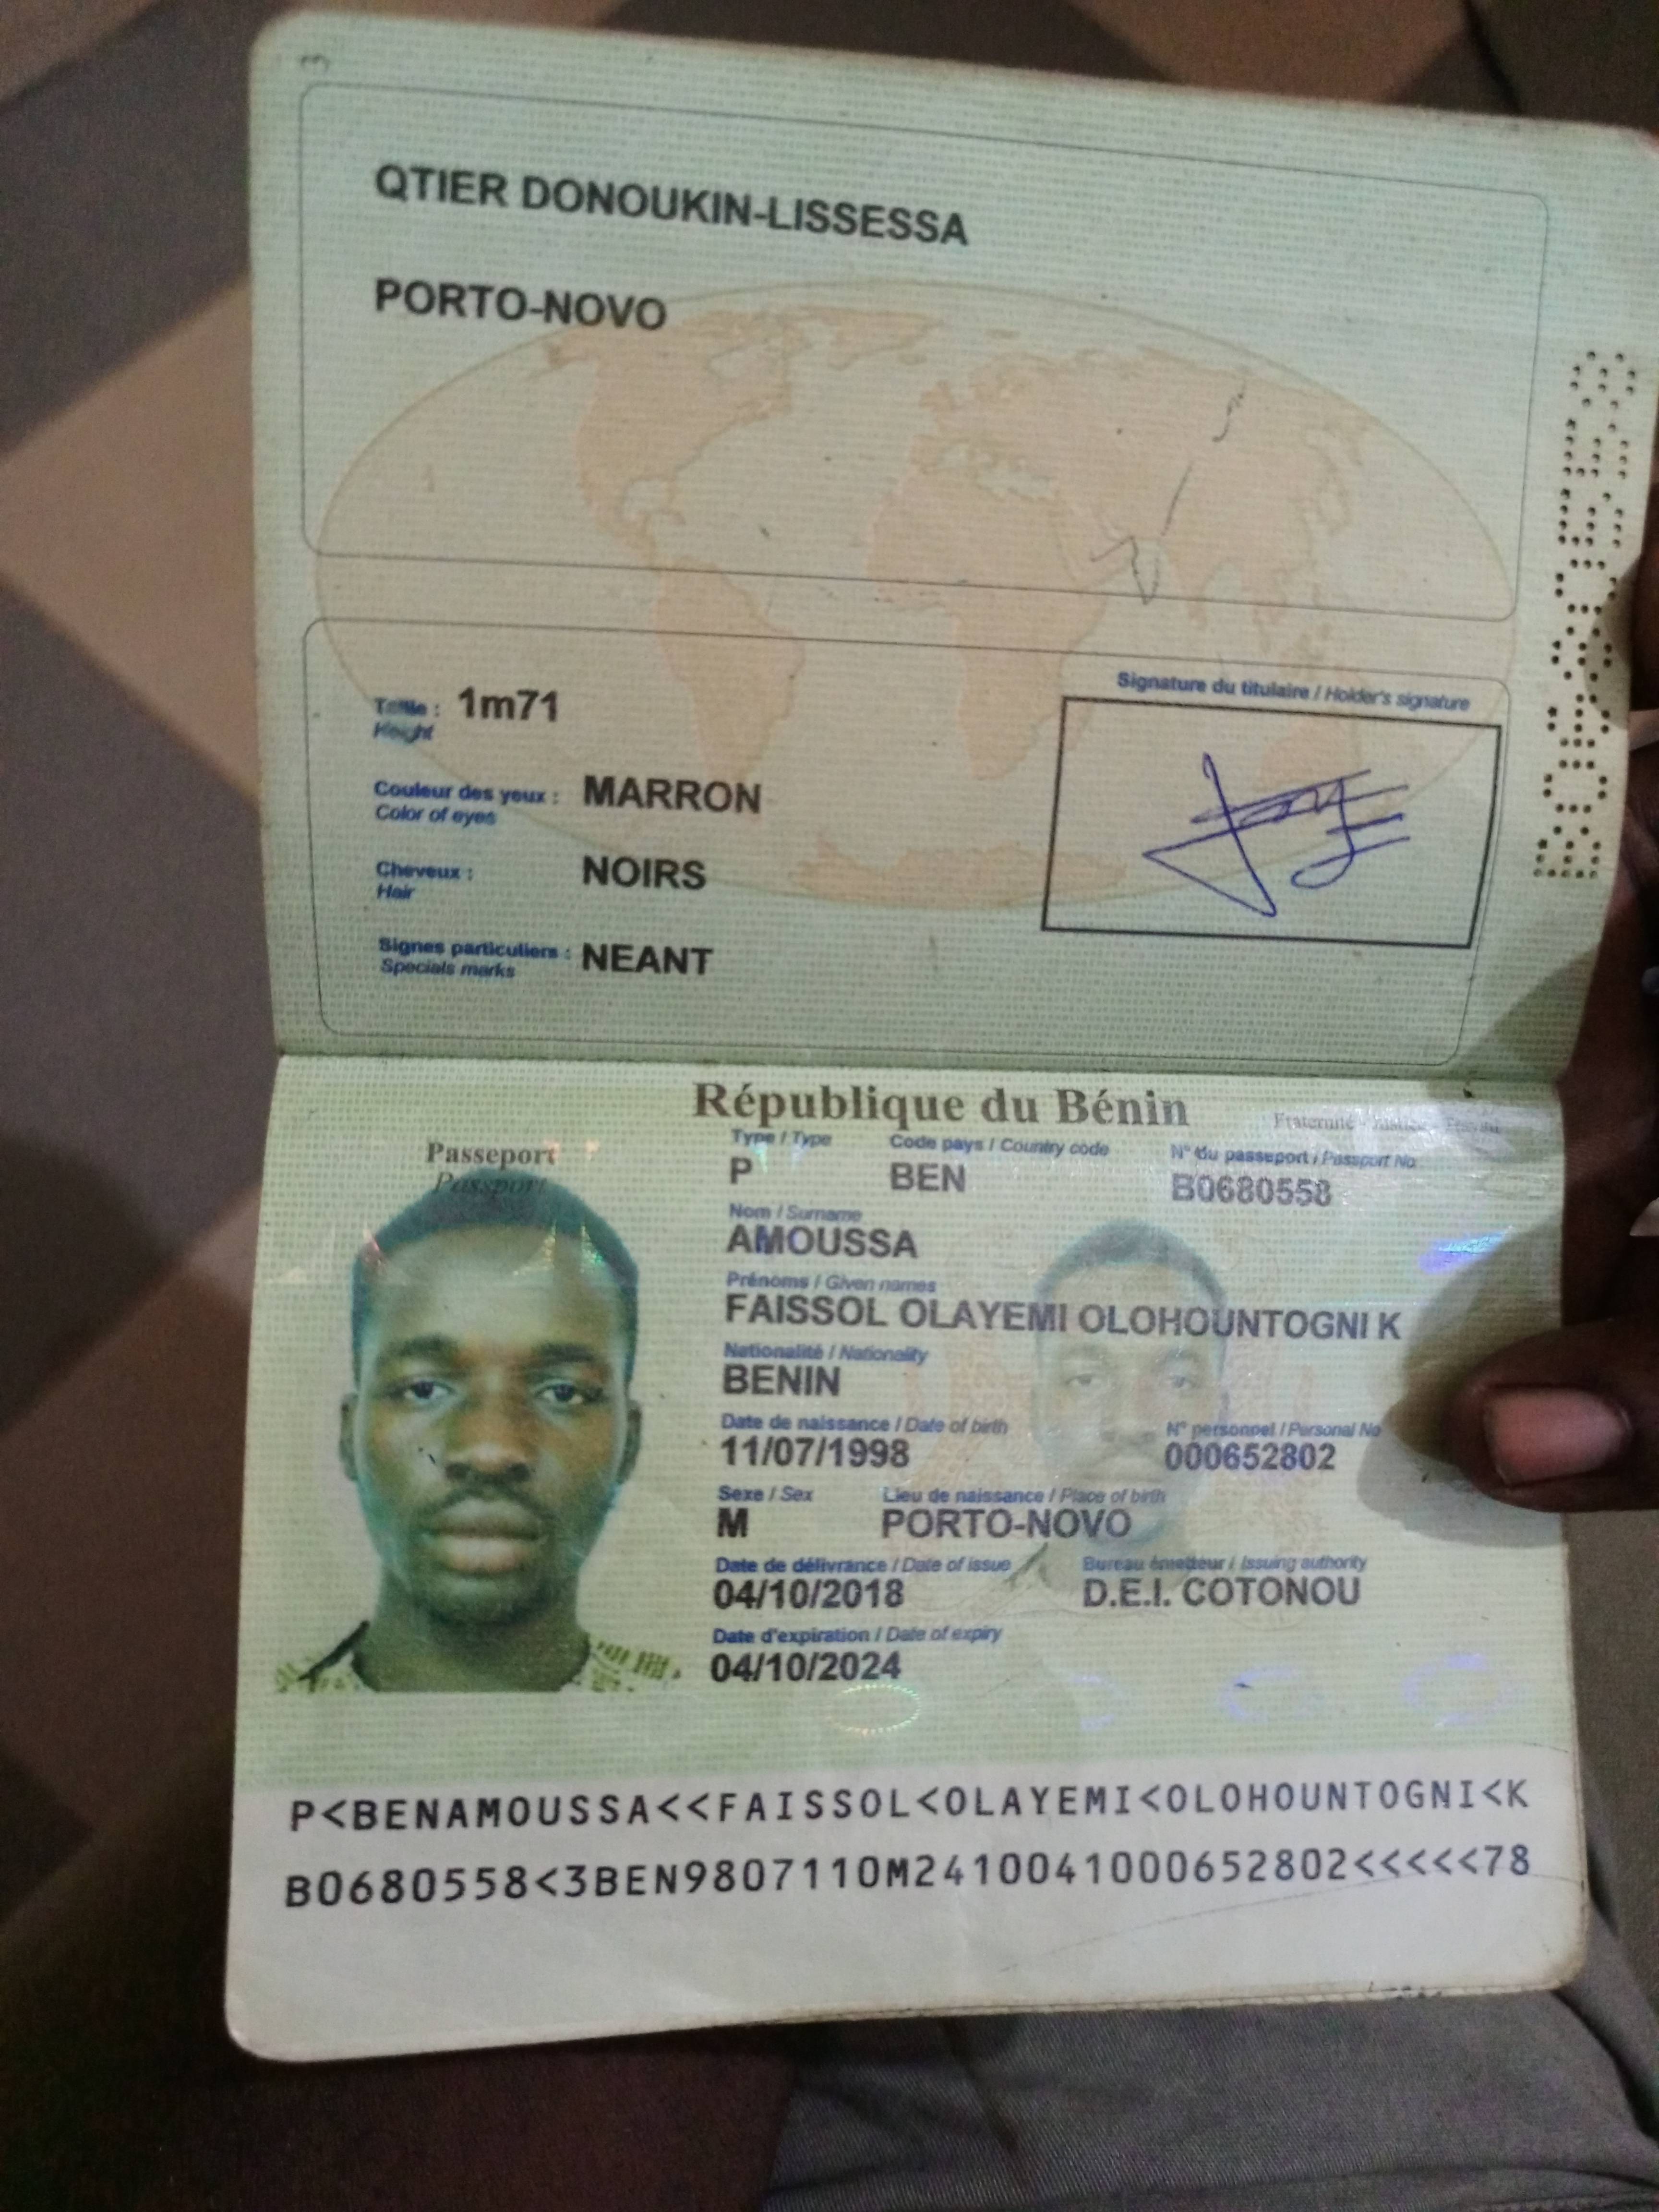 3
QTIER DONOUKIN-LISSESSA
PORTO-NOVO
Taille : 1m71
Height
Signature du titulaire / Holder's signature
Couleur des yeux : MARRON
Color of eyes
Cheveux : NOIRS
Hair
Signes particuliers : NEANT
Specials marks
République du Bénin
Fraternité - Justice - Travail
Passeport
Passport
Type / Type Code pays / Country code N° du passeport / Passport No
P BEN B0680558
Nom / Surname
AMOUSSA
Prénoms / Given names
FAISSOL OLAYEMI OLOHOUNTOGNI K
Nationalité / Nationality
BENIN
Date de naissance / Date of birth N° personnel / Personal No
11/07/1998 000652802
Sexe / Sex Lieu de naissance / Place of birth
M PORTO-NOVO
Date de délivrance / Date of issue Bureau émetteur / Issuing authority
04/10/2018 D.E.I. COTONOU
Date d'expiration / Date of expiry
04/10/2024
P<BENAMOUSSA<<FAISSOL<OLAYEMI<OLOHOUNTOGNI<K
B0680558<3BEN9807110M2410041000652802<<<<<78